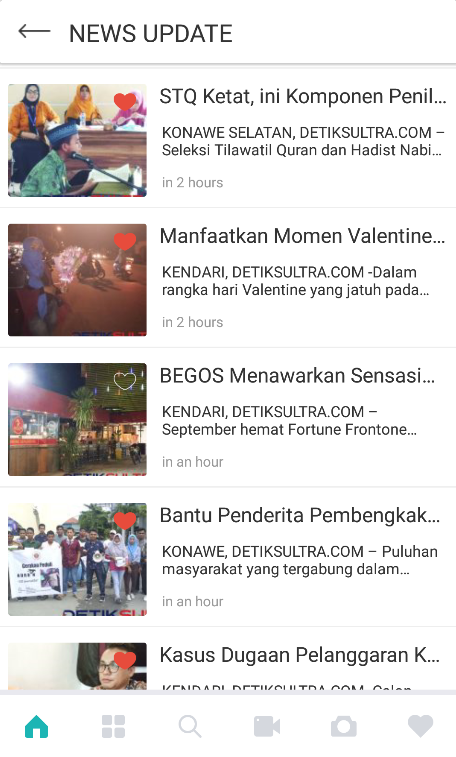 NEWS UPDATE
STQ Ketat, ini Komponen Penil...
KONAWE SELATAN, DETIKSULTRA.COM –
Seleksi Tilawatil Quran dan Hadist Nabi...
in 2 hours
Manfaatkan Momen Valentine...
KENDARI, DETIKSULTRA.COM -Dalam
rangka hari Valentine yang jatuh pada...
in 2 hours
DETIKSULT
BEGOS Menawarkan Sensasi...
KENDARI, DETIKSULTRA.COM –
September hemat Fortune Frontone...
in an hour
Bantu Penderita Pembengkak...
KONAWE, DETIKSULTRA.COM – Puluhan
masyarakat yang tergabung dalam...
in an hour
DETIKSUL
Kasus Dugaan Pelanggaran K...
KENDARI, DETIKSULTRA.COM- Calon